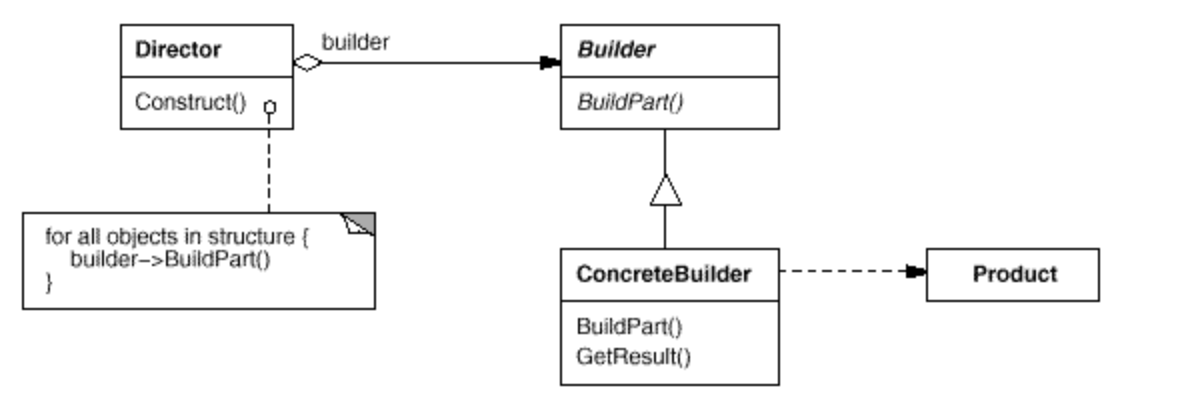 Director
Construct()
builder
Builder
BuildPart()
for all objects in structure {
builder−>BuildPart()
}
ConcreteBuilder
BuildPart()
GetResult()
Product